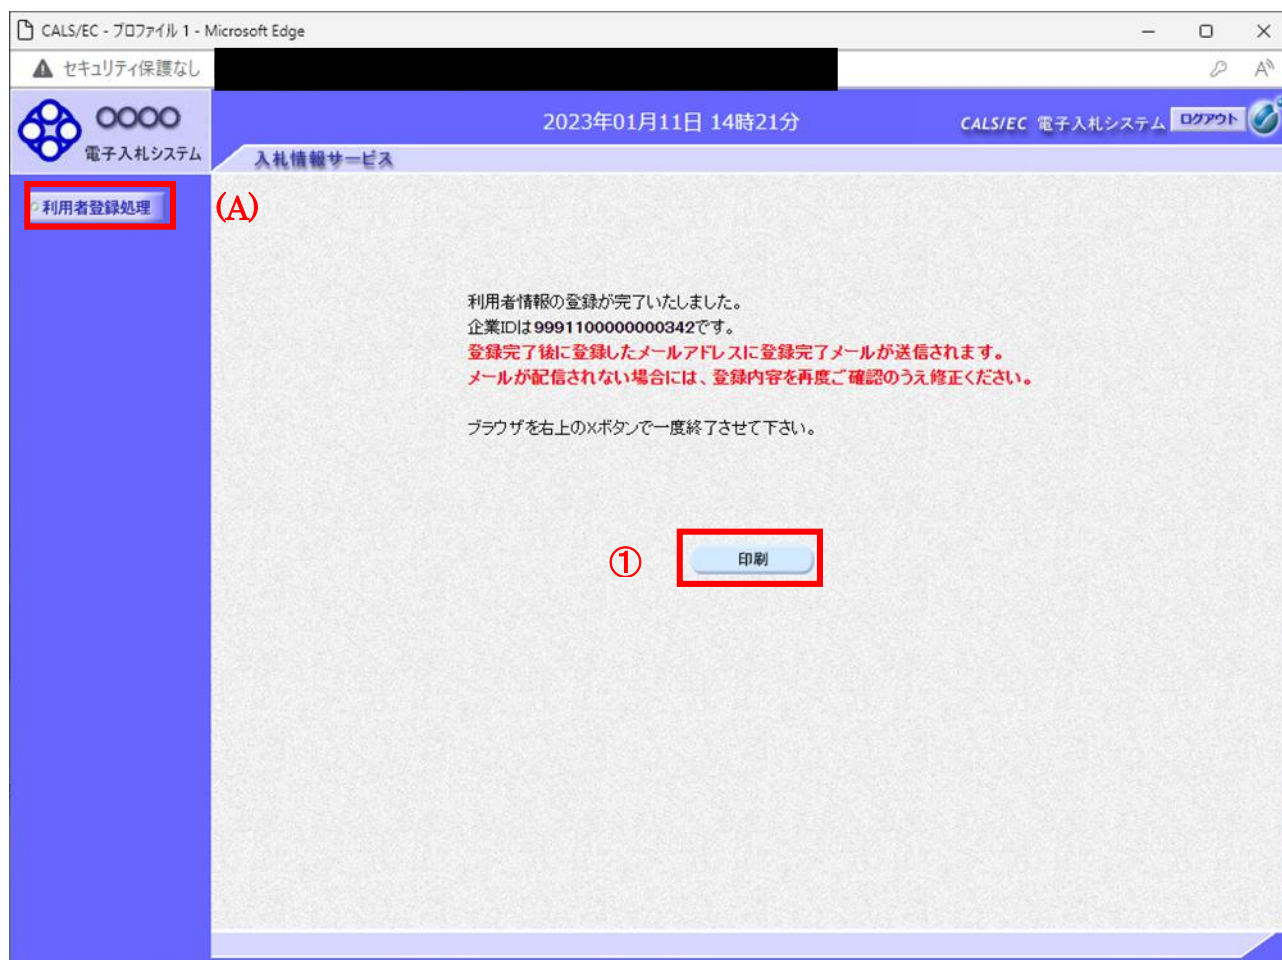 CALS/EC - プロファイル 1 - Microsoft Edge
セキュリティ保護なし
OOOO
電子入札システム
2023年01月11日 14時21分
CALS/EC 電子入札システム
ログアウト
入札情報サービス
利用者登録処理
(A)
利用者情報の登録が完了いたしました。
企業IDは9991100000000342です。
登録完了後に登録したメールアドレスに登録完了メールが送信されます。
メールが配信されない場合には、登録内容を再度ご確認のうえ修正ください。
ブラウザを右上の×ボタンで一度終了させて下さい。
①
印刷